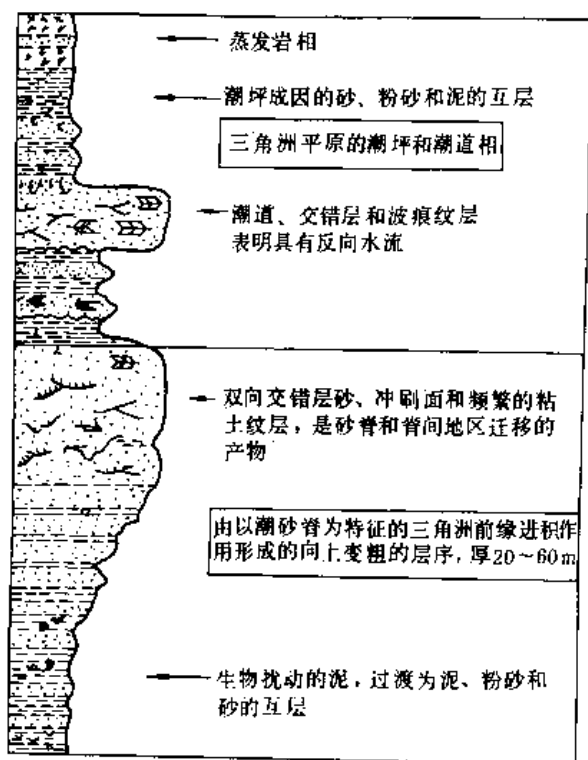 蒸发岩相
潮坪成因的砂、粉砂和泥的互层
三角洲平原的潮坪和潮道相
潮道、交错层和波痕纹层
表明具有反向水流
双向交错层砂、冲刷面和频繁的粘
土纹层，是砂脊和脊间地区迁移的
产物
由以潮砂脊为特征的三角洲前缘进积作
用形成的向上变粗的层序，厚20～60m
生物扰动的泥，过渡为泥、粉砂和
砂的互层